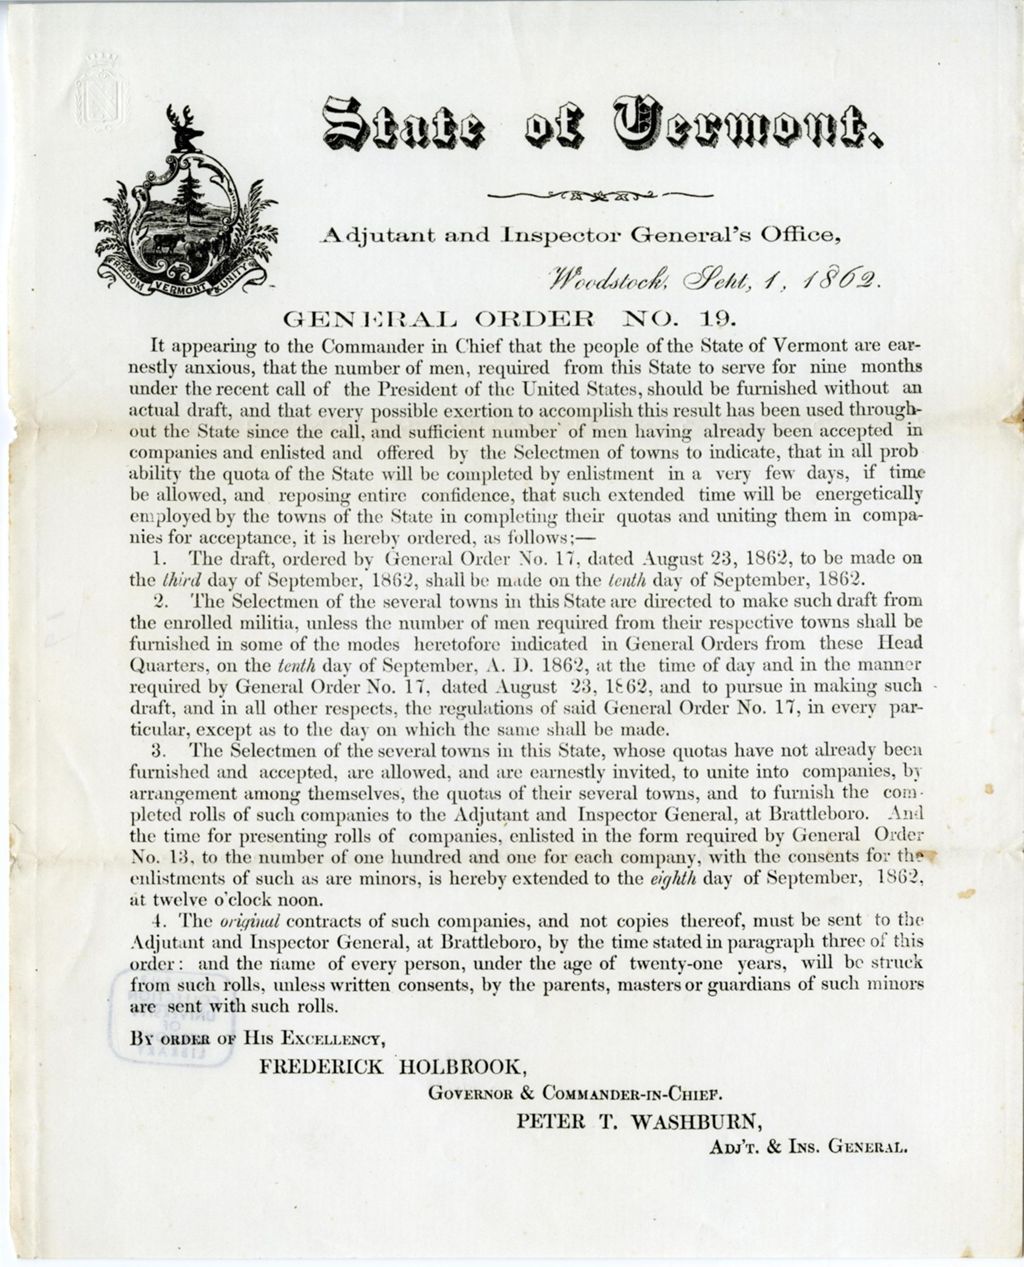 State of Vermont.
FREEDOM VERMONT & UNITY
Adjutant and Inspector General's Office,
Woodstock, Sept, 1, 1862.
GENERAL ORDER NO. 19.
It appearing to the Commander in Chief that the people of the State of Vermont are ear-
nestly anxious, that the number of men, required from this State to serve for nine months
under the recent call of the President of the United States, should be furnished without an
actual draft, and that every possible exertion to accomplish this result has been used through-
out the State since the call, and sufficient number of men having already been accepted in
companies and enlisted and offered by the Selectmen of towns to indicate, that in all prob
ability the quota of the State will be completed by enlistment in a very few days, if time
be allowed, and reposing entire confidence, that such extended time will be energetically
employed by the towns of the State in completing their quotas and uniting them in compa-
nies for acceptance, it is hereby ordered, as follows;—
1. The draft, ordered by General Order No. 17, dated August 23, 1862, to be made on
the third day of September, 1862, shall be made on the tenth day of September, 1862.
2. The Selectmen of the several towns in this State are directed to make such draft from
the enrolled militia, unless the number of men required from their respective towns shall be
furnished in some of the modes heretofore indicated in General Orders from these Head
Quarters, on the tenth day of September, A. D. 1862, at the time of day and in the manner
required by General Order No. 17, dated August 23, 1862, and to pursue in making such
draft, and in all other respects, the regulations of said General Order No. 17, in every par-
ticular, except as to the day on which the same shall be made.
3. The Selectmen of the several towns in this State, whose quotas have not already been
furnished and accepted, are allowed, and are earnestly invited, to unite into companies, by
arrangement among themselves, the quotas of their several towns, and to furnish the com-
pleted rolls of such companies to the Adjutant and Inspector General, at Brattleboro. And
the time for presenting rolls of companies, enlisted in the form required by General Order
No. 13, to the number of one hundred and one for each company, with the consents for the
enlistments of such as are minors, is hereby extended to the eighth day of September, 1862,
at twelve o'clock noon.
4. The original contracts of such companies, and not copies thereof, must be sent to the
Adjutant and Inspector General, at Brattleboro, by the time stated in paragraph three of this
order: and the name of every person, under the age of twenty-one years, will be struck
from such rolls, unless written consents, by the parents, masters or guardians of such minors
are sent with such rolls.
BY ORDER OF HIS EXCELLENCY,
FREDERICK HOLBROOK,
GOVERNOR & COMMANDER-IN-CHIEF.
PETER T. WASHBURN,
ADJ'T. & INS. GENERAL.